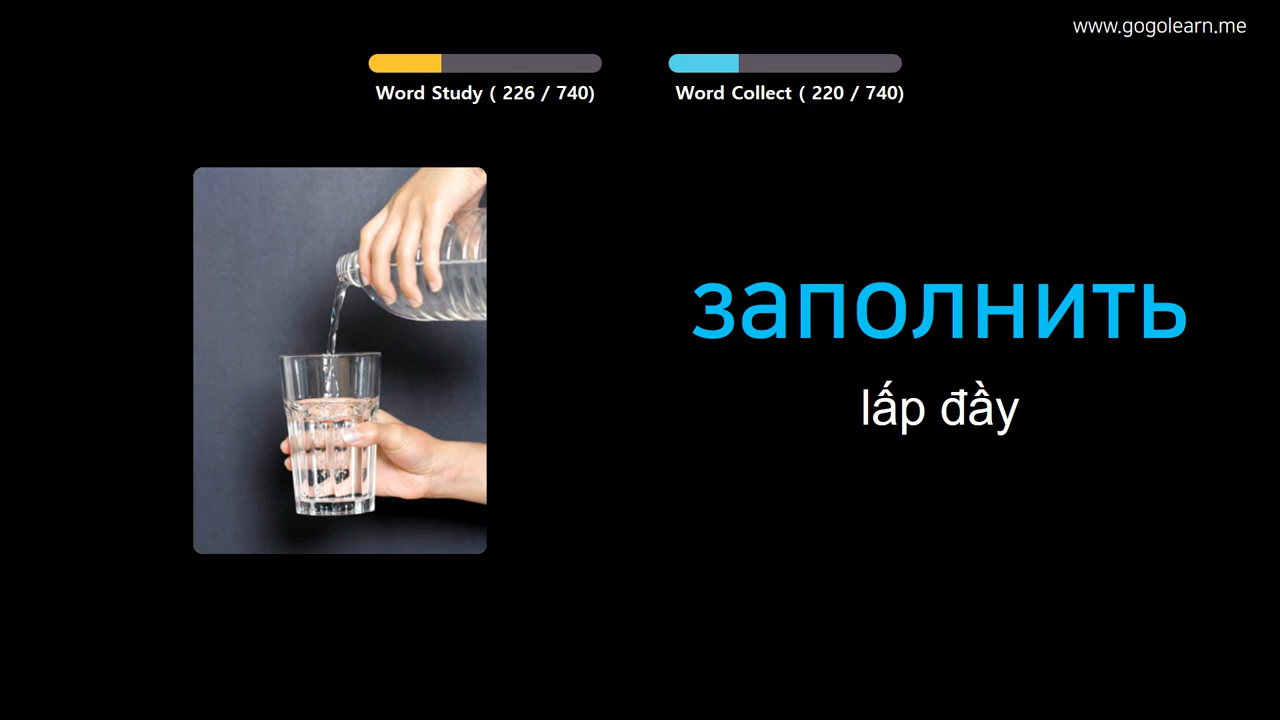 www.gogolearn.me
Word Study ( 226 / 740)
Word Collect ( 220 / 740)
заполнить
lấp đầy